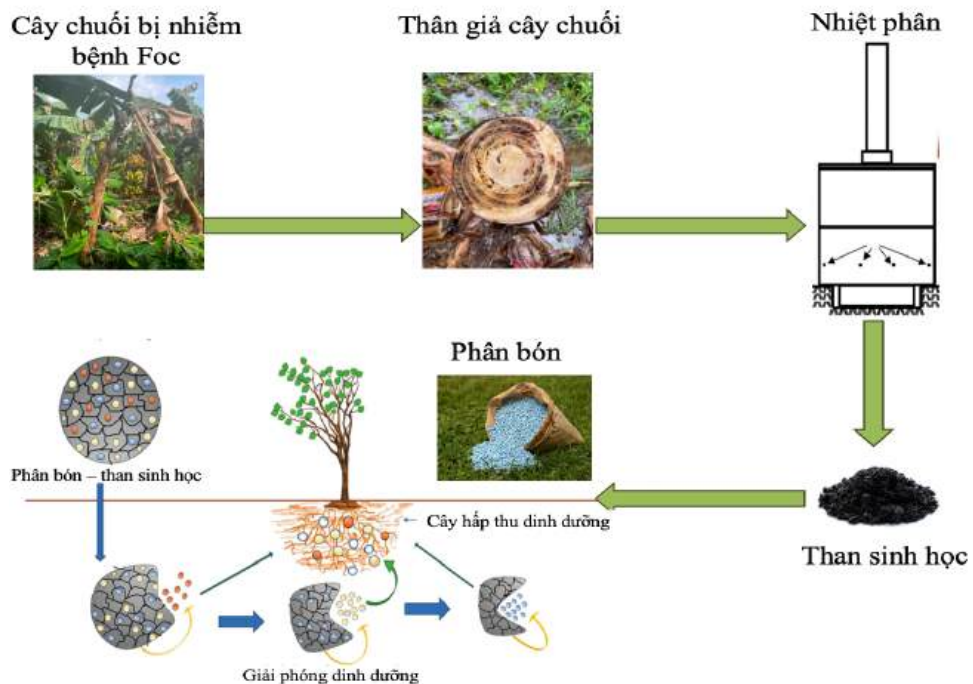 Cây chuối bị nhiễm
bệnh Foc
Thân giả cây chuối
Nhiệt phân
Phân bón
Phân bón – than sinh học
Cây hấp thu dinh dưỡng
Than sinh học
Giải phóng dinh dưỡng